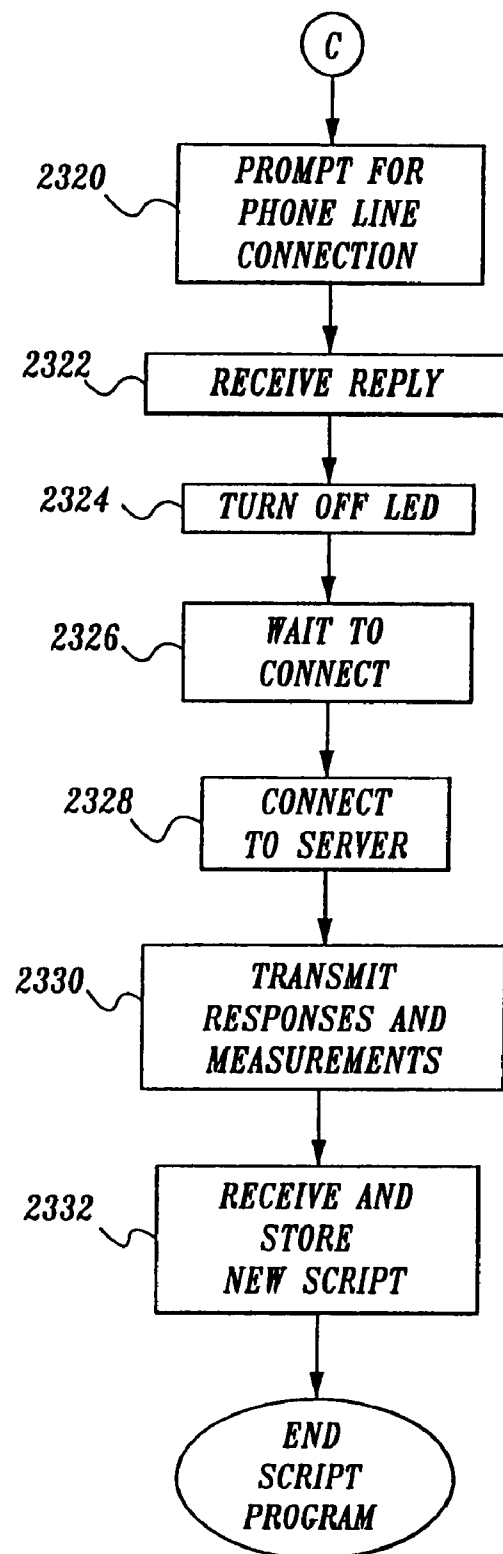 C
2320
PROMPT FOR
PHONE LINE
CONNECTION
2322
RECEIVE REPLY
2324
TURN OFF LED
2326
WAIT TO
CONNECT
2328
CONNECT
TO SERVER
2330
TRANSMIT
RESPONSES AND
MEASUREMENTS
2332
RECEIVE AND
STORE
NEW SCRIPT
END
SCRIPT
PROGRAM